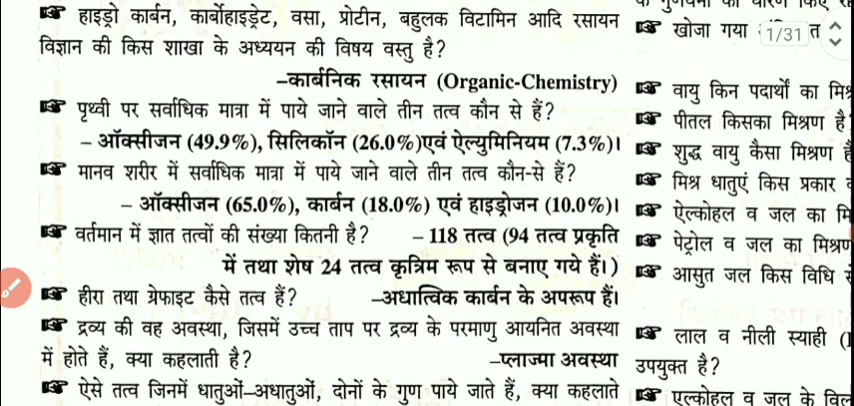 हाइड्रो कार्बन, कार्बोहाइड्रेट, वसा, प्रोटीन, बहुलक विटामिन आदि रसायन
विज्ञान की किस शाखा के अध्ययन की विषय वस्तु है?
–कार्बनिक रसायन (Organic-Chemistry)
पृथ्वी पर सर्वाधिक मात्रा में पाये जाने वाले तीन तत्व कौन से हैं?
– ऑक्सीजन (49.9%), सिलिकॉन (26.0%)एवं ऐल्युमिनियम (7.3%)।
मानव शरीर में सर्वाधिक मात्रा में पाये जाने वाले तीन तत्व कौन-से हैं?
– ऑक्सीजन (65.0%), कार्बन (18.0%) एवं हाइड्रोजन (10.0%)।
वर्तमान में ज्ञात तत्वों की संख्या कितनी है? – 118 तत्व (94 तत्व प्रकृति
में तथा शेष 24 तत्व कृत्रिम रूप से बनाए गये हैं।)
हीरा तथा ग्रेफाइट कैसे तत्व हैं? –अधात्विक कार्बन के अपरूप हैं।
द्रव्य की वह अवस्था, जिसमें उच्च ताप पर द्रव्य के परमाणु आयनित अवस्था
में होते हैं, क्या कहलाती है? –प्लाज्मा अवस्था
ऐसे तत्व जिनमें धातुओं–अधातुओं, दोनों के गुण पाये जाते हैं, क्या कहलाते
खोजा गया
1/31
वायु किन पदार्थों का
पीतल किसका मिश्रण है
शुद्ध वायु कैसा मिश्रण
मिश्र धातुएं किस प्रकार
ऐल्कोहल व जल का
पेट्रोल व जल का मिश्रण
आसुत जल किस विधि
लाल व नीली स्याही (
उपयुक्त है?
एल्कोहल व जल के